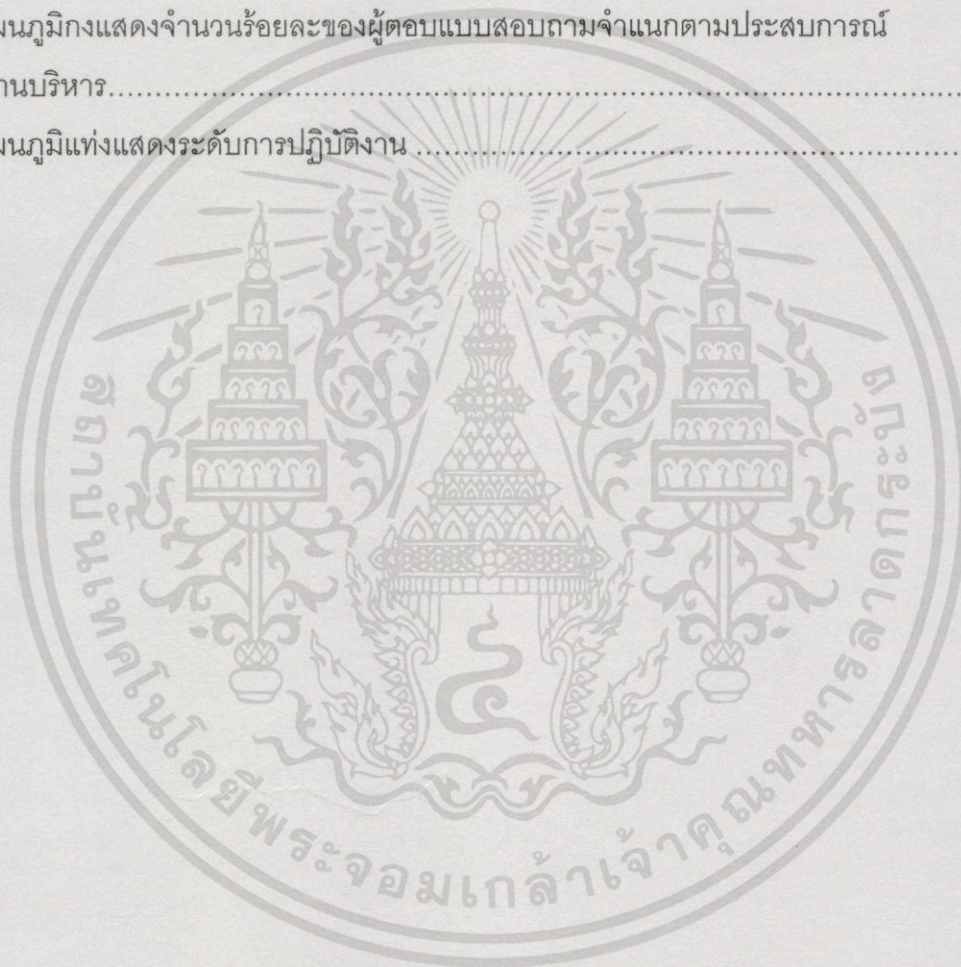 ผนภูมิกงแสดงจำนวนร้อยละของผู้ตอบแบบสอบถามจำแนกตามประสบการณ์
านบริหาร......................................................................................................
ผนภูมิแท่งแสดงระดับการปฏิบัติงาน ................................................................
สถาบันเทคโนโลยีพระจอมเกล้าเจ้าคุณทหารลาดกระบัง
๔